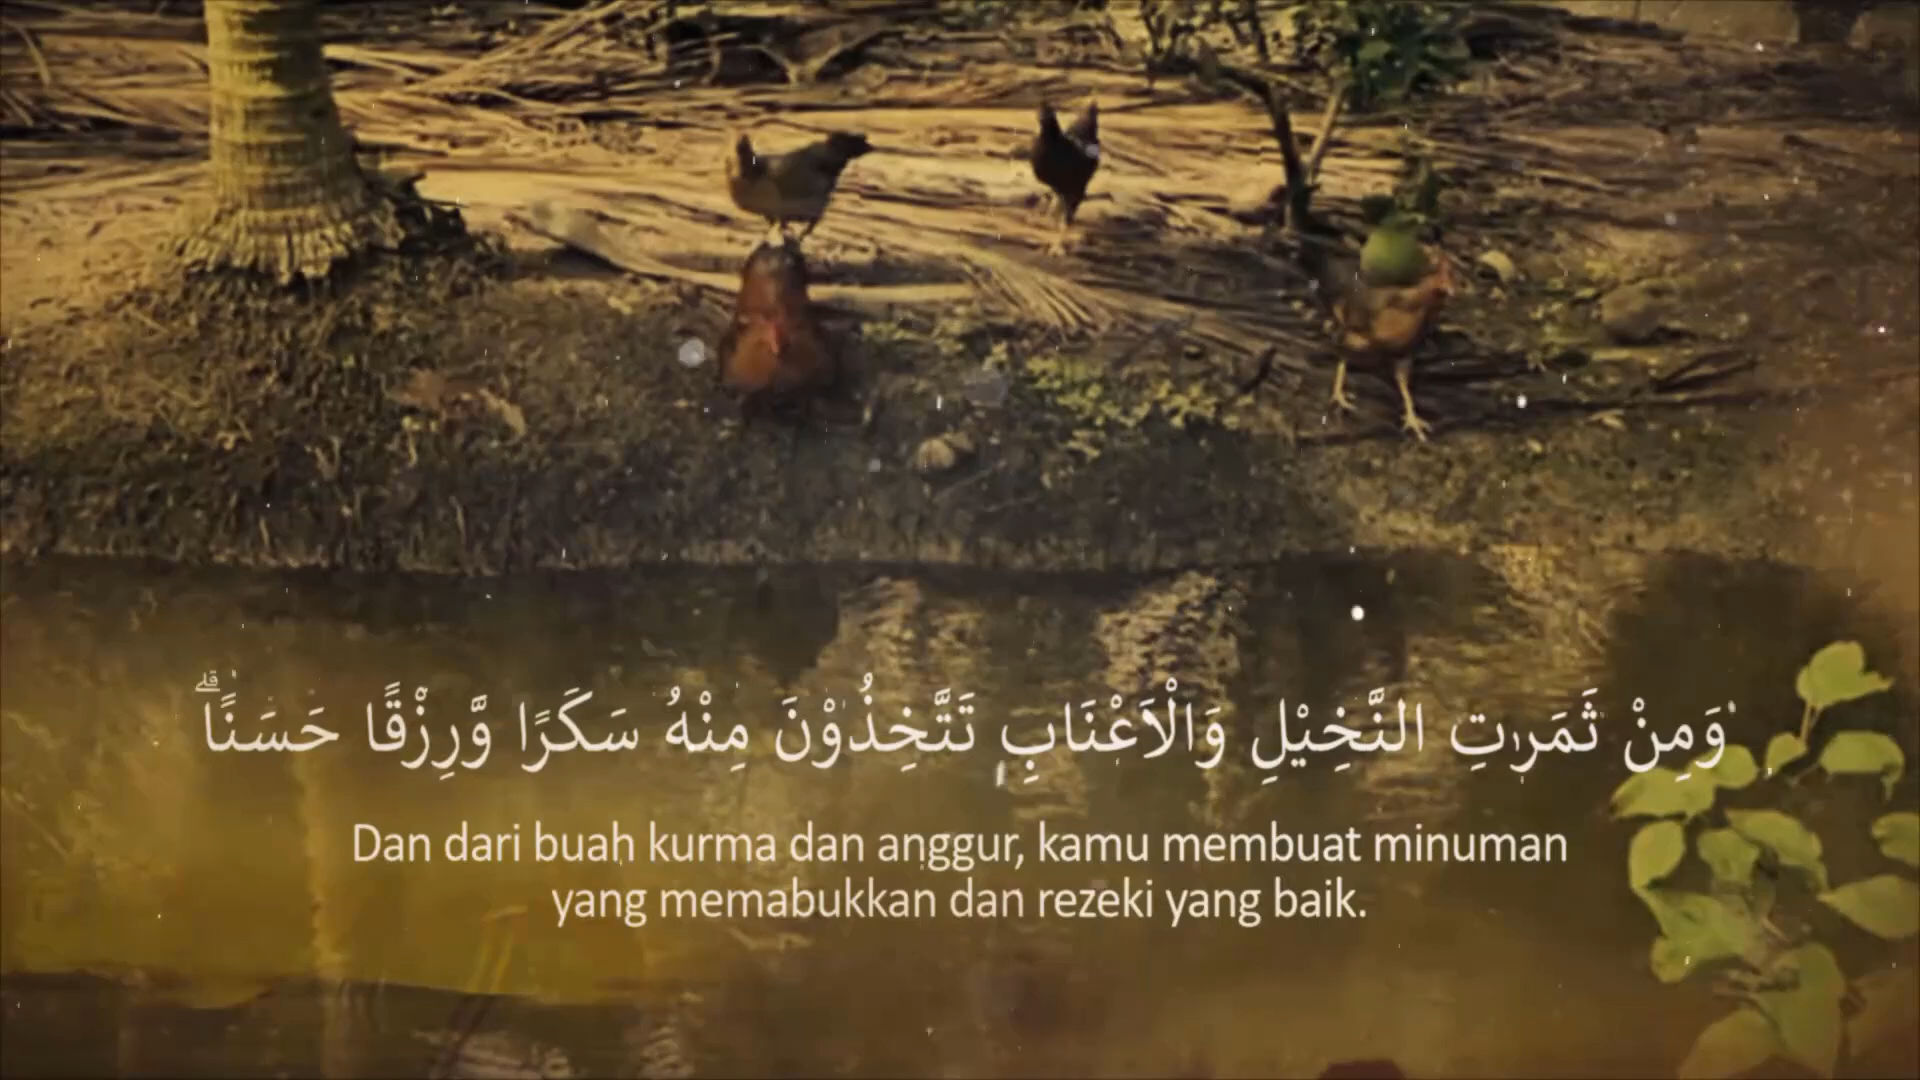 وَمِنْ ثَمَرٰتِ النَّخِيْلِ وَالْاَعْنَابِ تَتَّخِذُوْنَ مِنْهُ سَكَرًا وَّرِزْقًا حَسَنًاۗ
Dan dari buah kurma dan anggur, kamu membuat minuman
yang memabukkan dan rezeki yang baik.